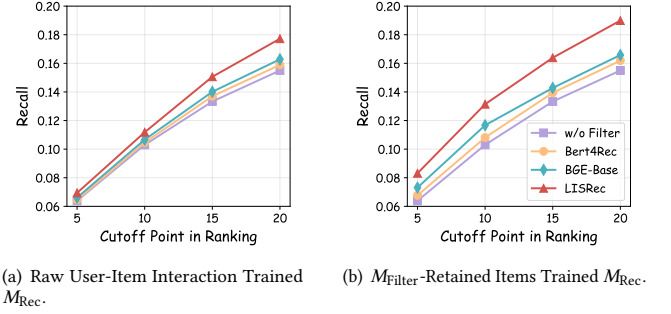 0.20
0.18
0.16
0.14
0.12
0.10
0.08
0.06
Recall
5 10 15 20
Cutoff Point in Ranking
(a) Raw User-Item Interaction Trained
M_Rec.
0.20
0.18
0.16
0.14
0.12
0.10
0.08
0.06
Recall
w/o Filter
Bert4Rec
BGE-Base
LISRec
5 10 15 20
Cutoff Point in Ranking
(b) M_Filter-Retained Items Trained M_Rec.